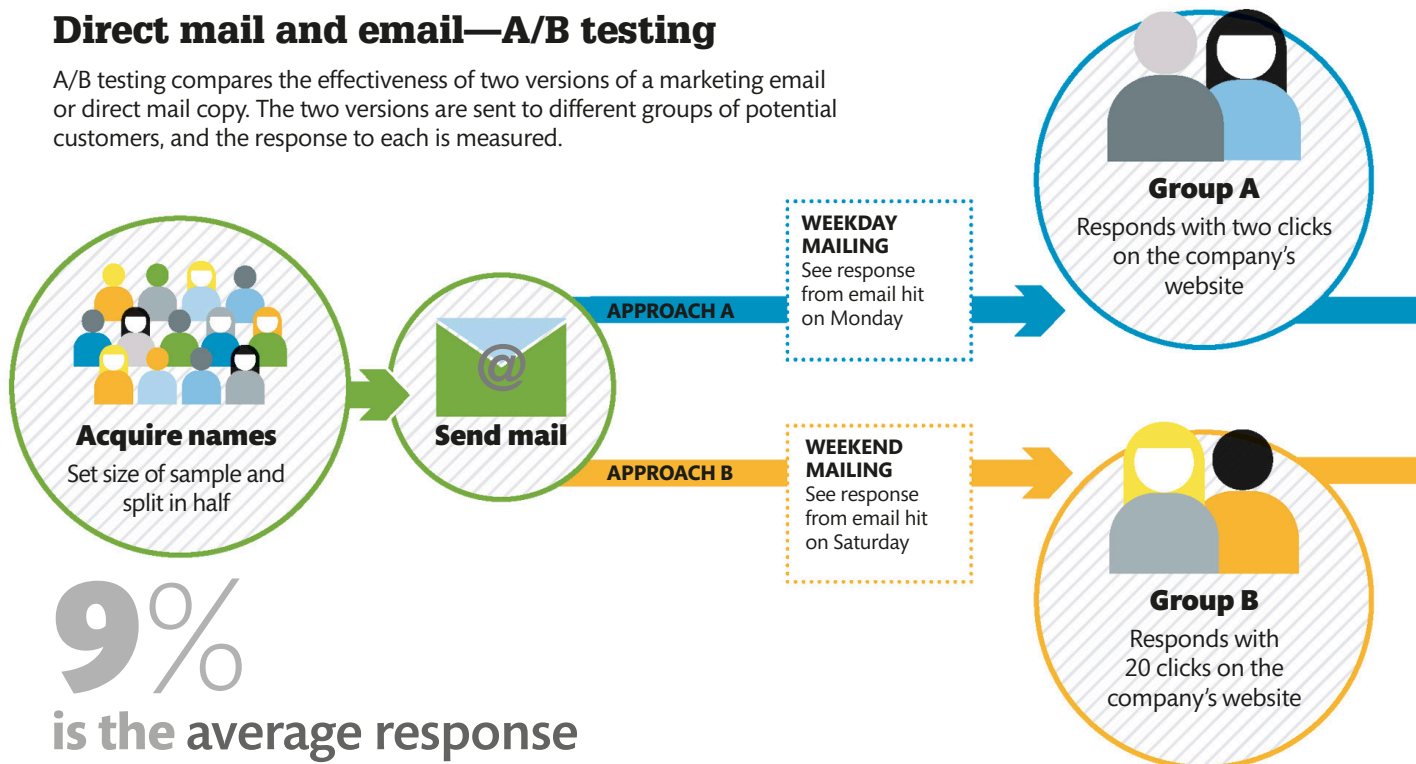 Direct mail and email—A/B testing
A/B testing compares the effectiveness of two versions of a marketing email
or direct mail copy. The two versions are sent to different groups of potential
customers, and the response to each is measured.
Acquire names
Set size of sample and
split in half
@
Send mail
APPROACH A
WEEKDAY
MAILING
See response
from email hit
on Monday
Group A
Responds with two clicks
on the company’s
website
APPROACH B
WEEKEND
MAILING
See response
from email hit
on Saturday
Group B
Responds with
20 clicks on the
company’s website
9%
is the average response